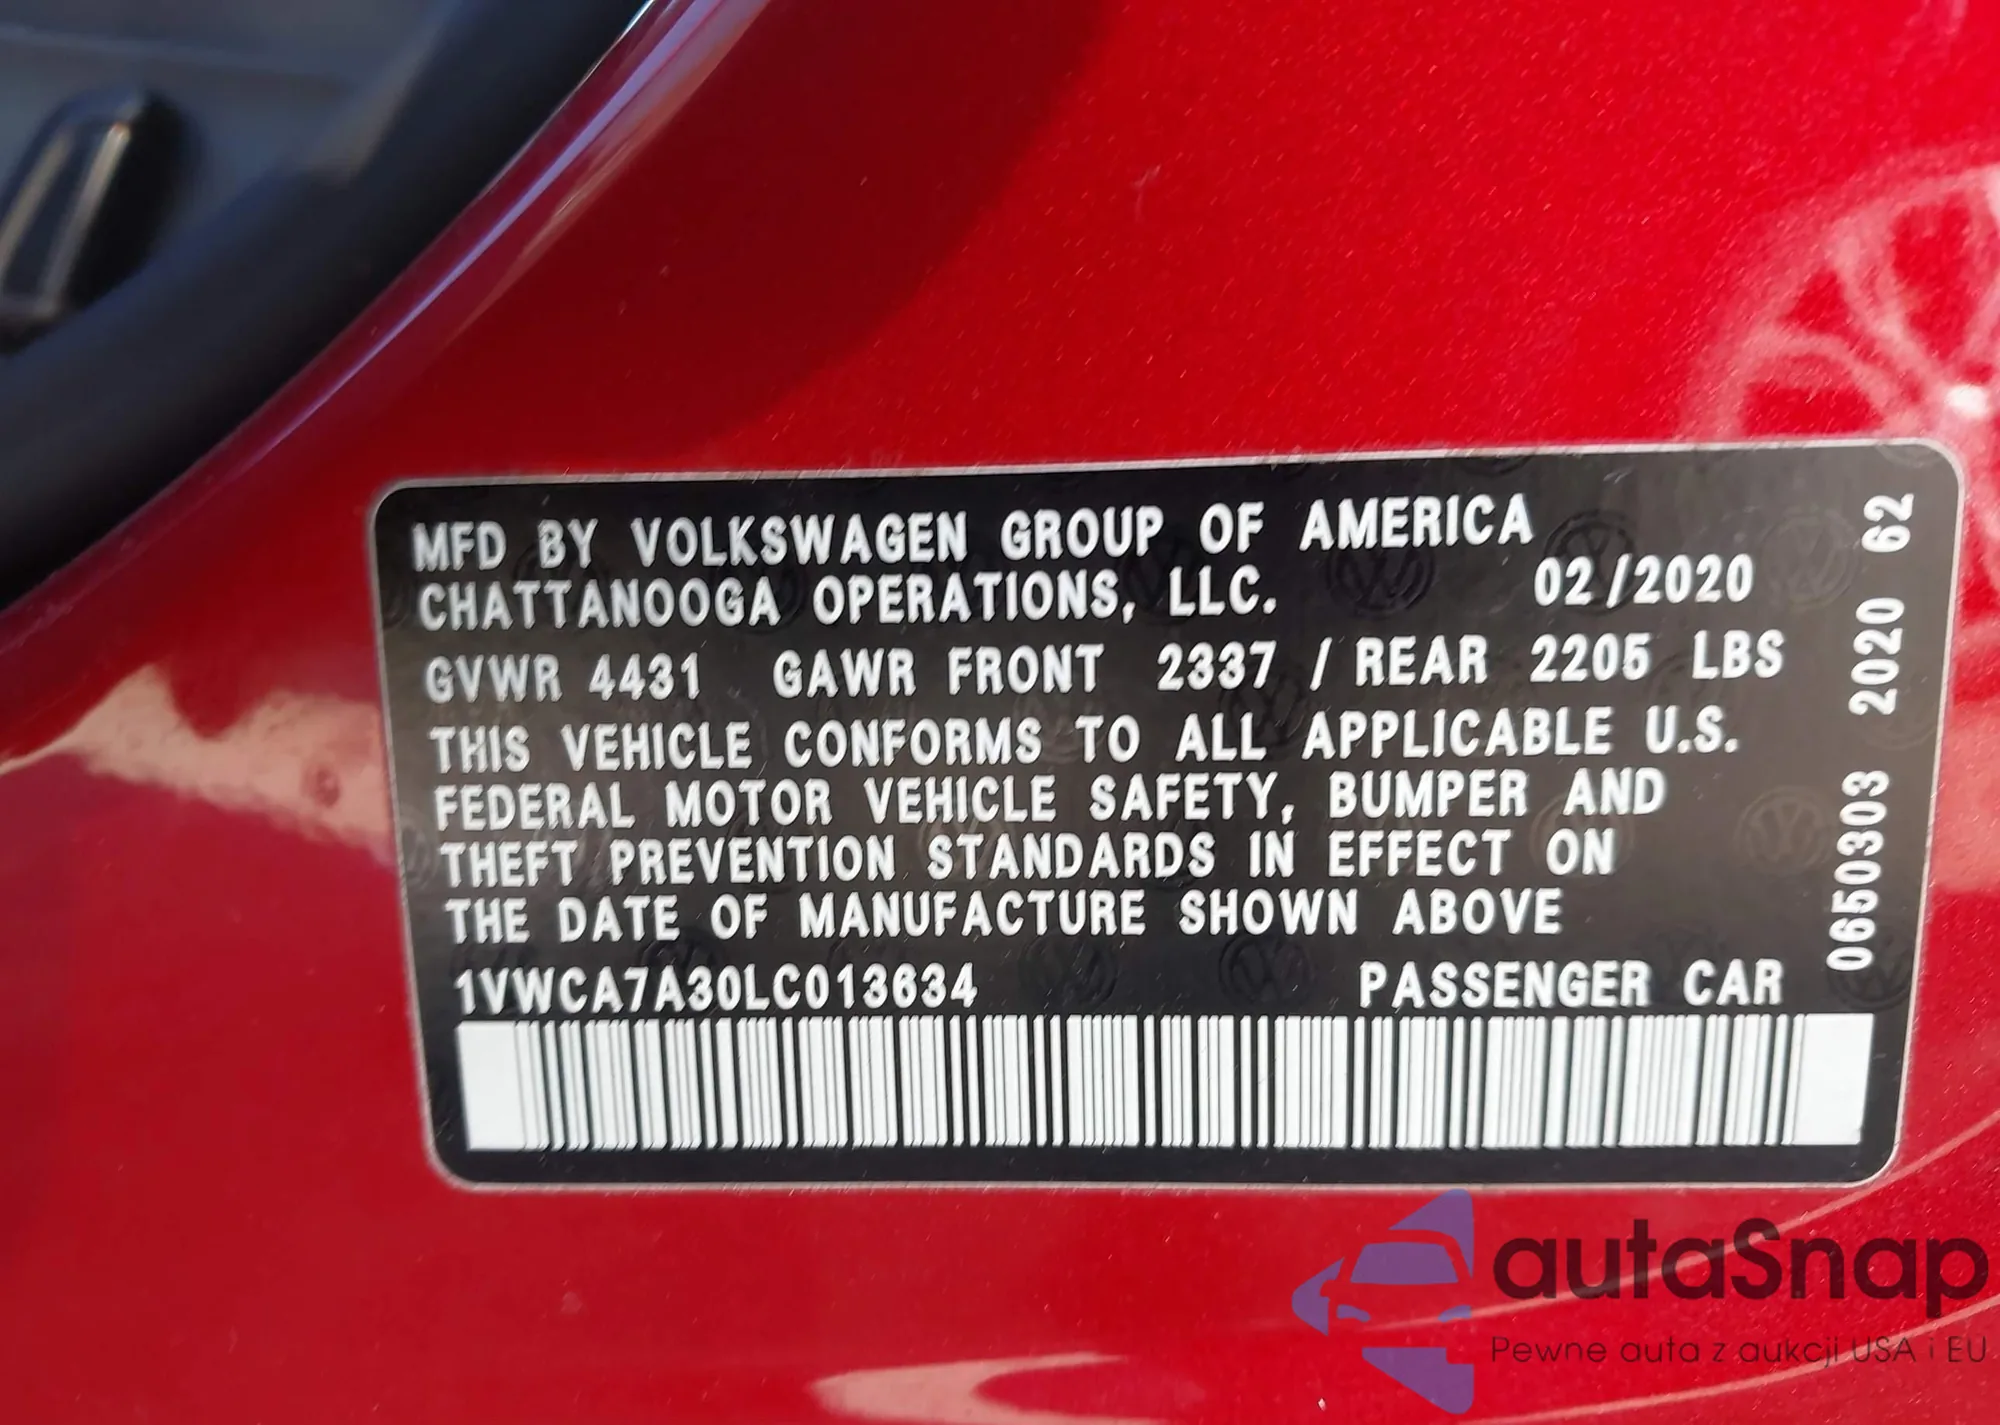 MFD BY VOLKSWAGEN GROUP OF AMERICA
CHATTANOOGA OPERATIONS, LLC. 02/2020
GVWR 4431 GAWR FRONT 2337 / REAR 2205 LBS
THIS VEHICLE CONFORMS TO ALL APPLICABLE U.S.
FEDERAL MOTOR VEHICLE SAFETY, BUMPER AND
THEFT PREVENTION STANDARDS IN EFFECT ON
THE DATE OF MANUFACTURE SHOWN ABOVE
1VWCA7A30LC013634 PASSENGER CAR
0650303 2020 62
autaSnap
Pewne auta z aukcji USA i EU